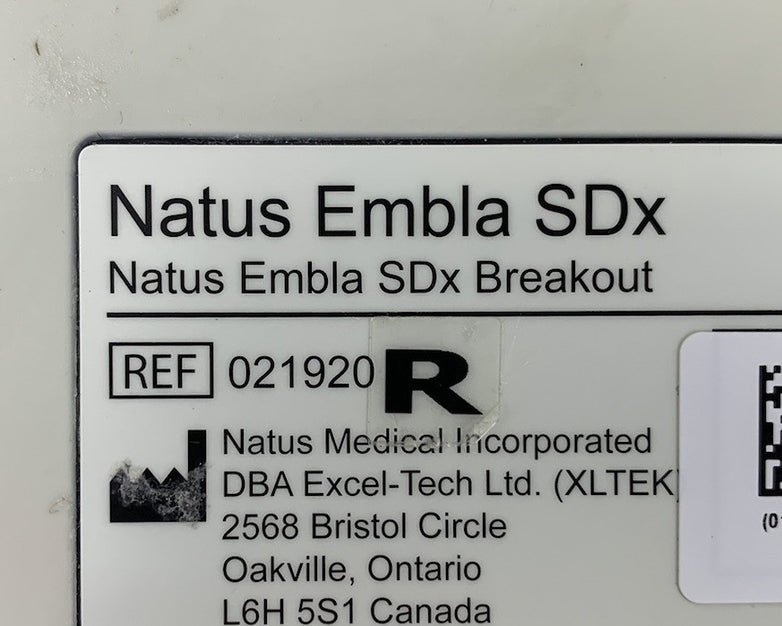 Natus Embla SDx
Natus Embla SDx Breakout
REF 021920 R
Natus Medical Incorporated
DBA Excel-Tech Ltd. (XLTEK
2568 Bristol Circle
Oakville, Ontario
L6H 5S1 Canada
(01